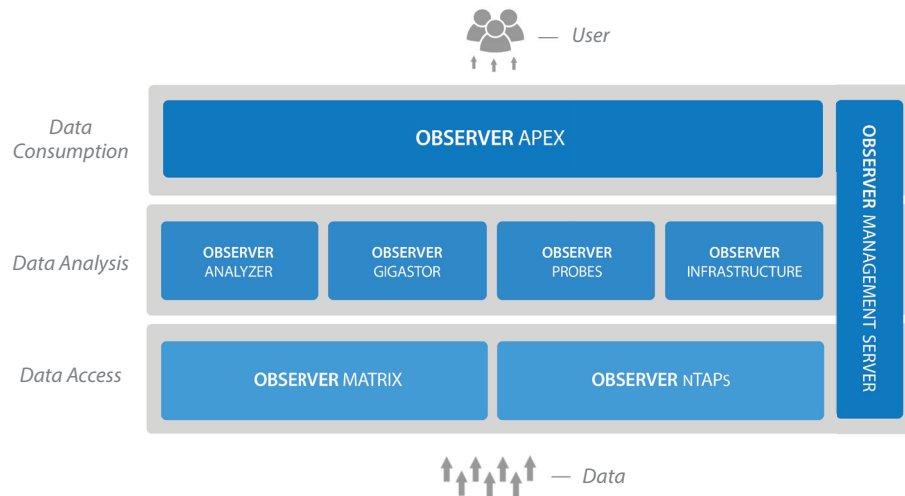 — User
Data
Consumption
OBSERVER APEX
Data Analysis
OBSERVER
ANALYZER
OBSERVER
GIGASTOR
OBSERVER
PROBES
OBSERVER
INFRASTRUCTURE
Data Access
OBSERVER MATRIX
OBSERVER nTAPs
OBSERVER MANAGEMENT SERVER
— Data